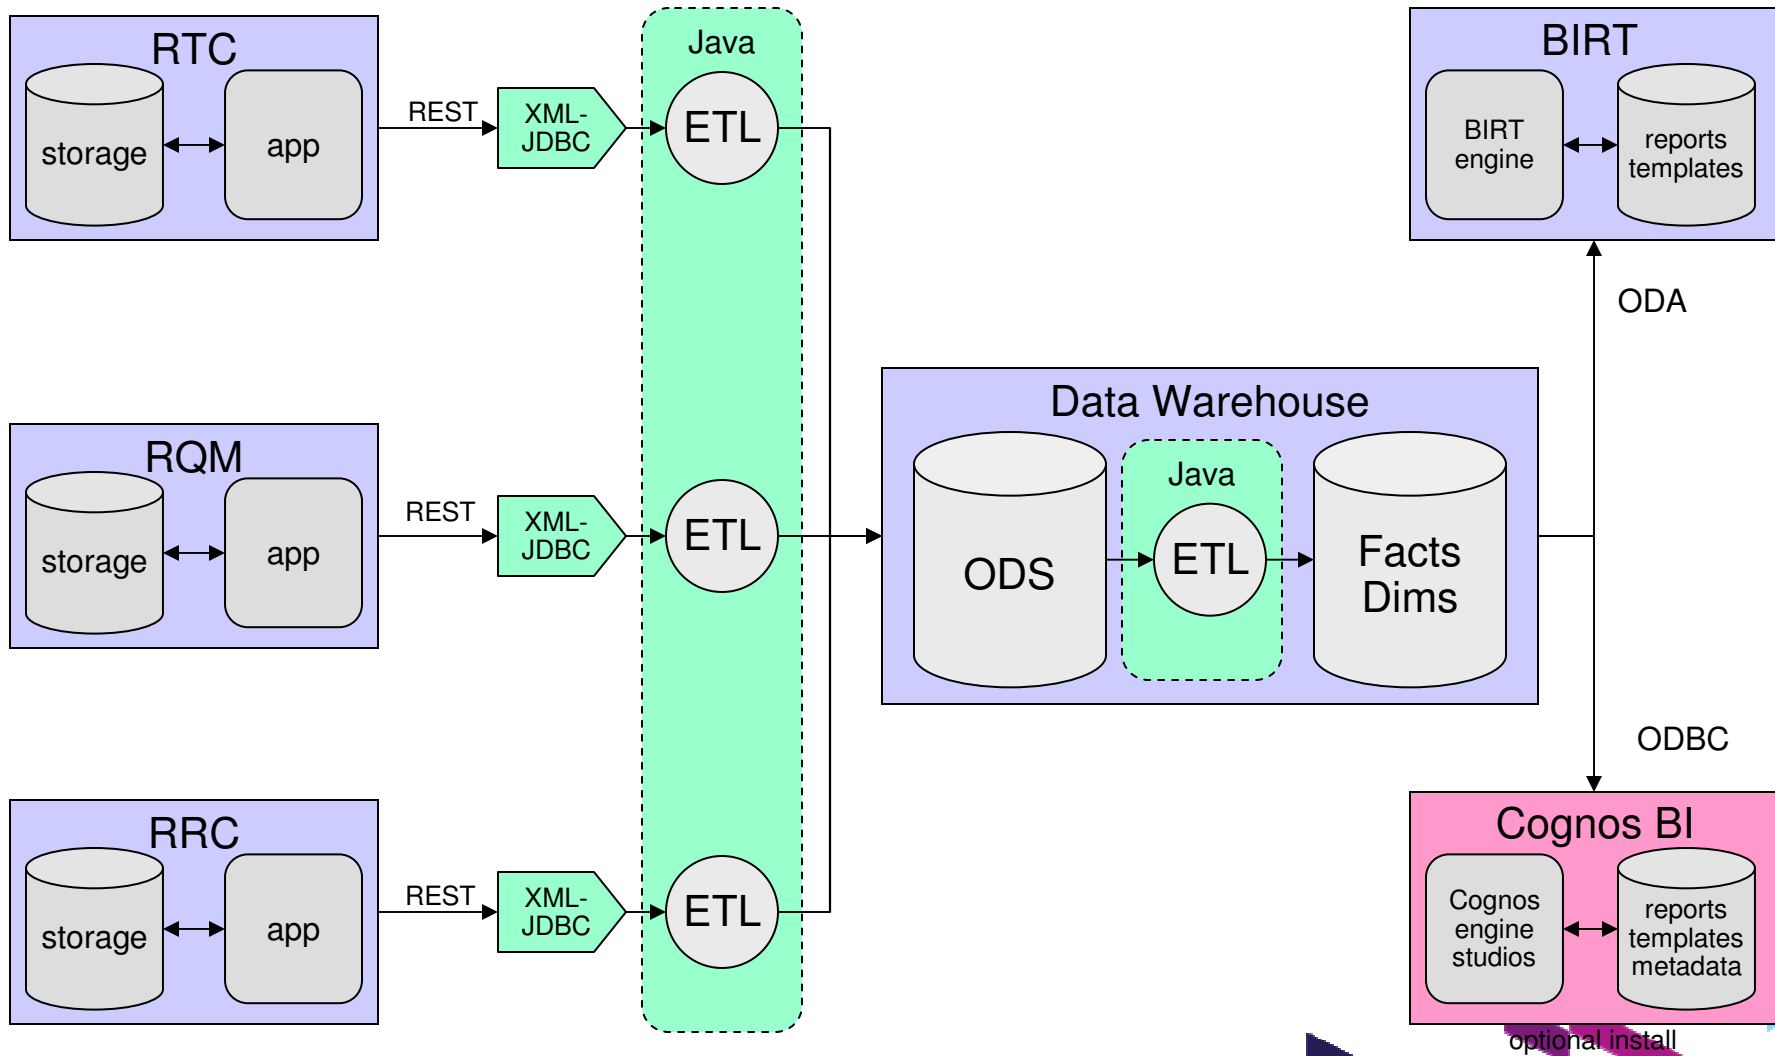 RTC
storage
app
REST
XML-
JDBC
Java
ETL
BIRT
BIRT
engine
reports
templates
ODA
RQM
storage
app
REST
XML-
JDBC
ETL
Data Warehouse
ODS
Java
ETL
Facts
Dims
ODBC
RRC
storage
app
REST
XML-
JDBC
ETL
Cognos BI
Cognos
engine
studios
reports
templates
metadata
optional install